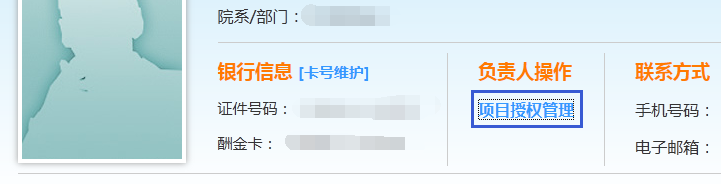 院系/部门：
银行信息 [卡号维护]
证件号码：
酬金卡：
负责人操作
项目授权管理
联系方式
手机号码：
电子邮箱：